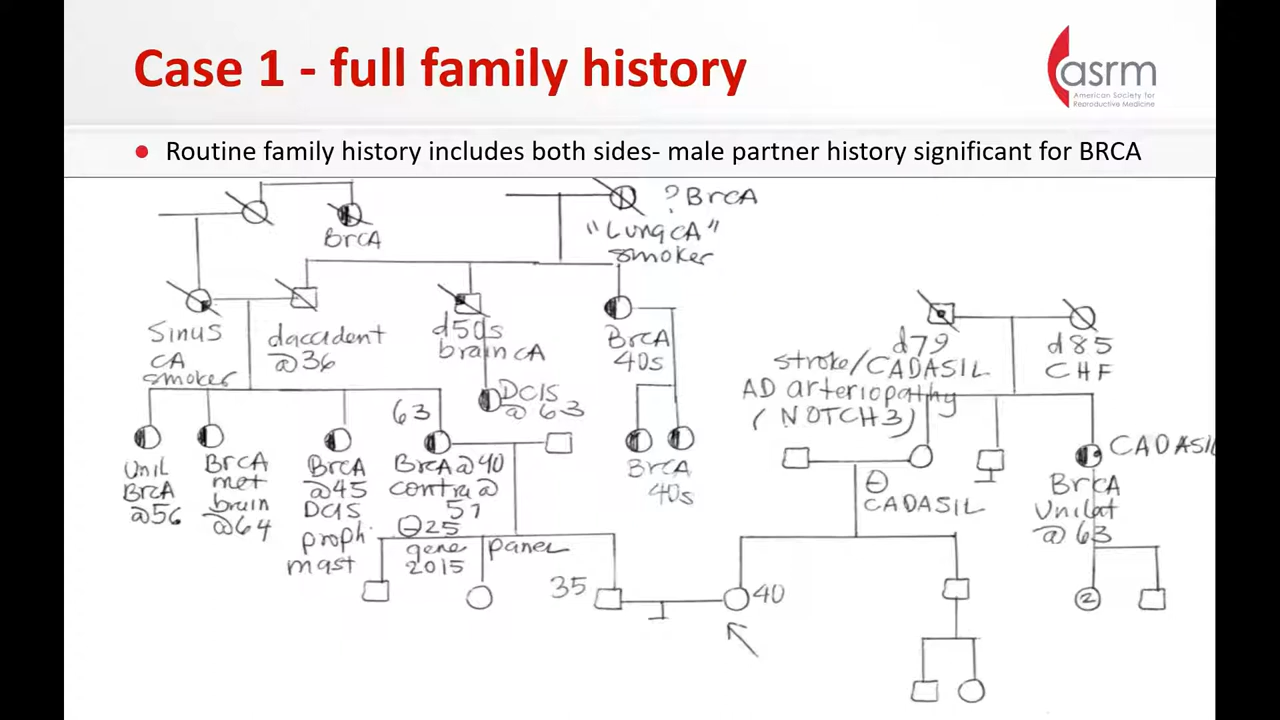 Case 1 - full family history
asrm
American Society for
Reproductive Medicine
Routine family history includes both sides- male partner history significant for BRCA
BrCA
? BrCA
"Lung CA"
smoker
Sinus
CA
smoker
d accident
@36
d50s
brain CA
BrCA
40s
DCIS
@ 63
63
Unil
BrCA
@56
BrCA
met
brain
@64
BrCA
@45
DCIS
proph
mast
BrCA@40
contra@
57
⊖25
gene panel
2015
BrCA
40s
d79
stroke/CADASIL
AD arteriopathy
(NOTCH3)
d85
CHF
⊖
CADASIL
CADASIL
BrCA
Unilat
@ 63
35
40
2